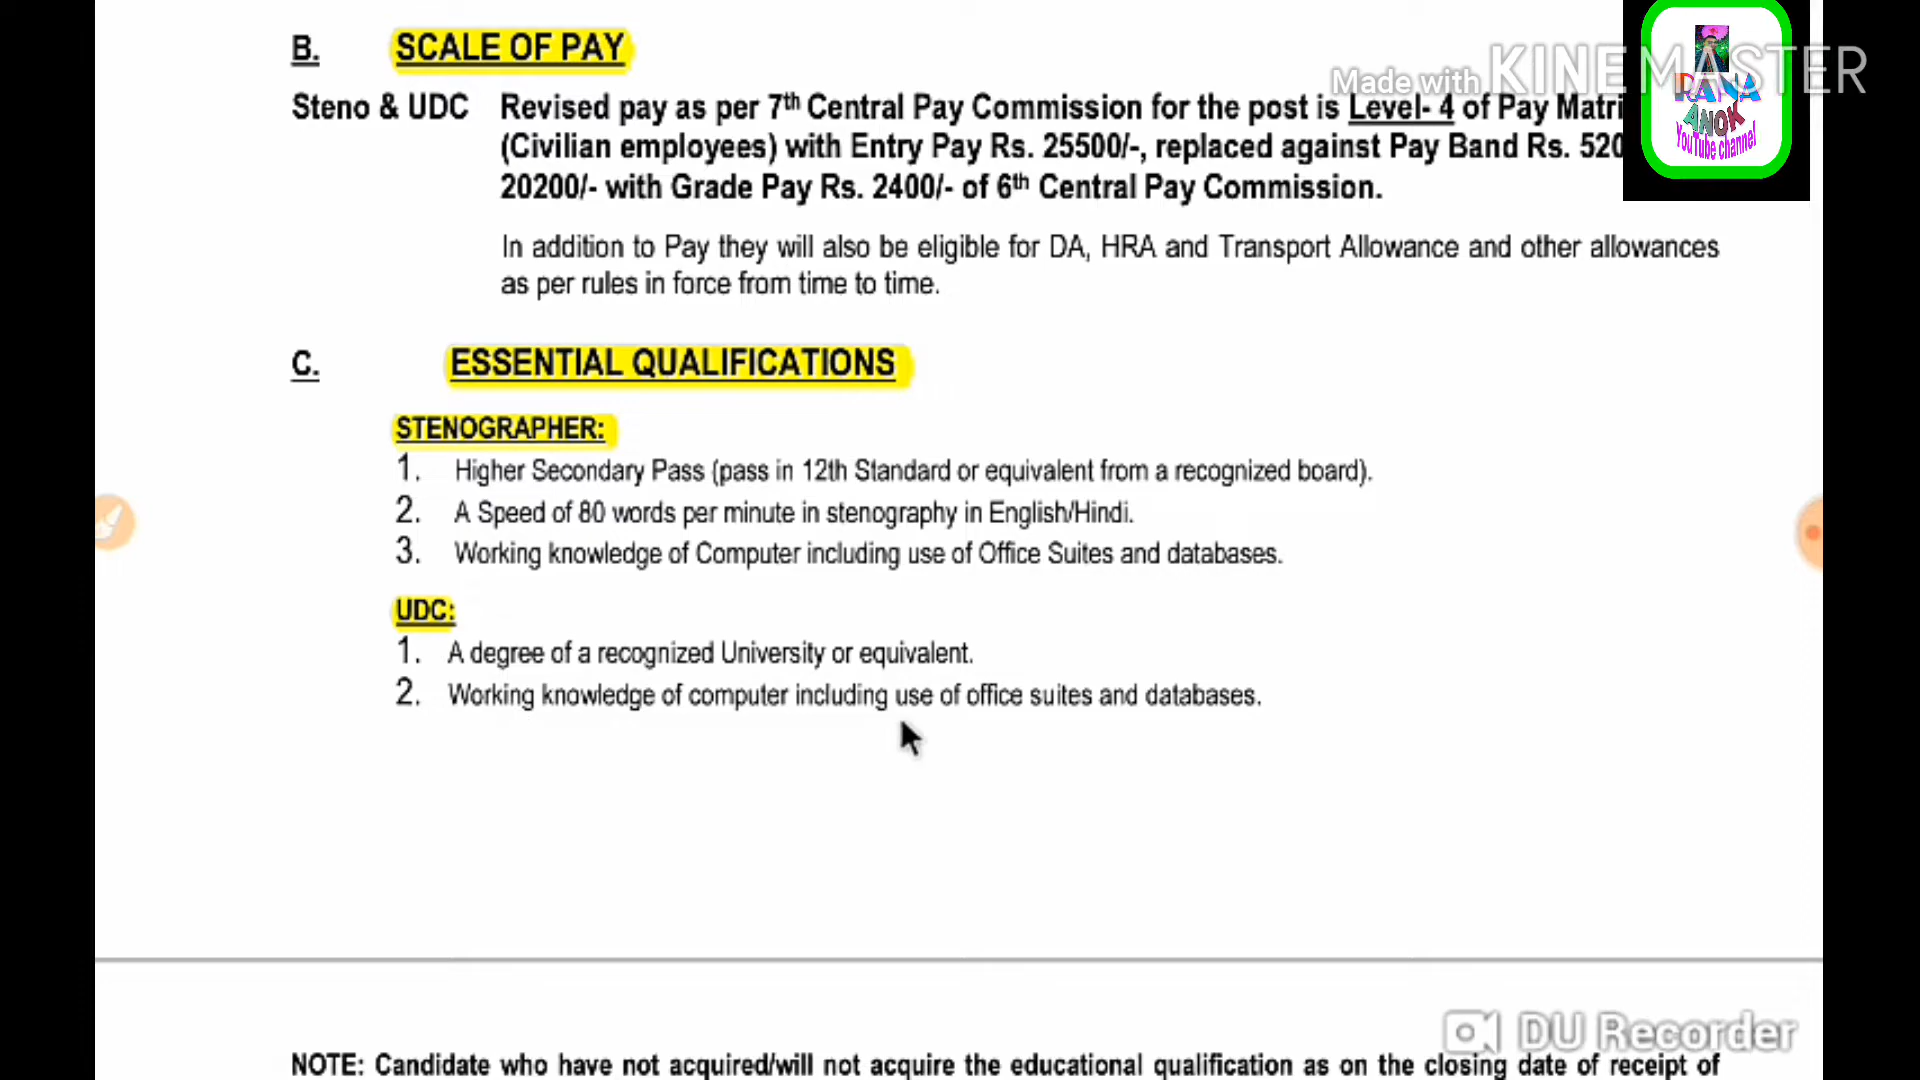 B. SCALE OF PAY
Made with KINEMASTER
RANA
ANOK
YouTube channel
Steno & UDC Revised pay as per 7th Central Pay Commission for the post is Level- 4 of Pay Matri
(Civilian employees) with Entry Pay Rs. 25500/-, replaced against Pay Band Rs. 520
20200/- with Grade Pay Rs. 2400/- of 6th Central Pay Commission.
In addition to Pay they will also be eligible for DA, HRA and Transport Allowance and other allowances
as per rules in force from time to time.
C. ESSENTIAL QUALIFICATIONS
STENOGRAPHER:
1. Higher Secondary Pass (pass in 12th Standard or equivalent from a recognized board).
2. A Speed of 80 words per minute in stenography in English/Hindi.
3. Working knowledge of Computer including use of Office Suites and databases.
UDC:
1. A degree of a recognized University or equivalent.
2. Working knowledge of computer including use of office suites and databases.
DU Recorder
NOTE: Candidate who have not acquired/will not acquire the educational qualification as on the closing date of receipt of